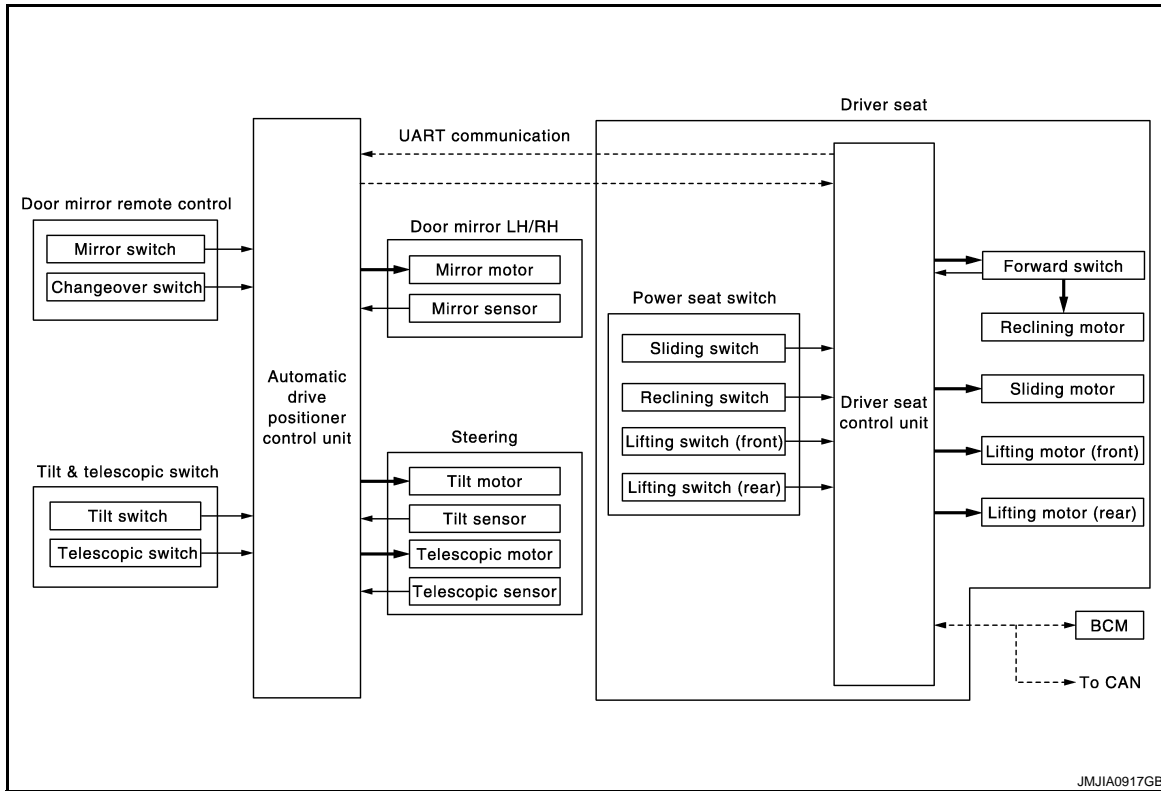 Driver seat
UART communication
Door mirror remote control
Mirror switch
Changeover switch
Door mirror LH/RH
Mirror motor
Mirror sensor
Automatic
drive
positioner
control unit
Tilt & telescopic switch
Tilt switch
Telescopic switch
Steering
Tilt motor
Tilt sensor
Telescopic motor
Telescopic sensor
Power seat switch
Sliding switch
Reclining switch
Lifting switch (front)
Lifting switch (rear)
Driver seat
control unit
Forward switch
Reclining motor
Sliding motor
Lifting motor (front)
Lifting motor (rear)
BCM
To CAN
JMJIA0917GB